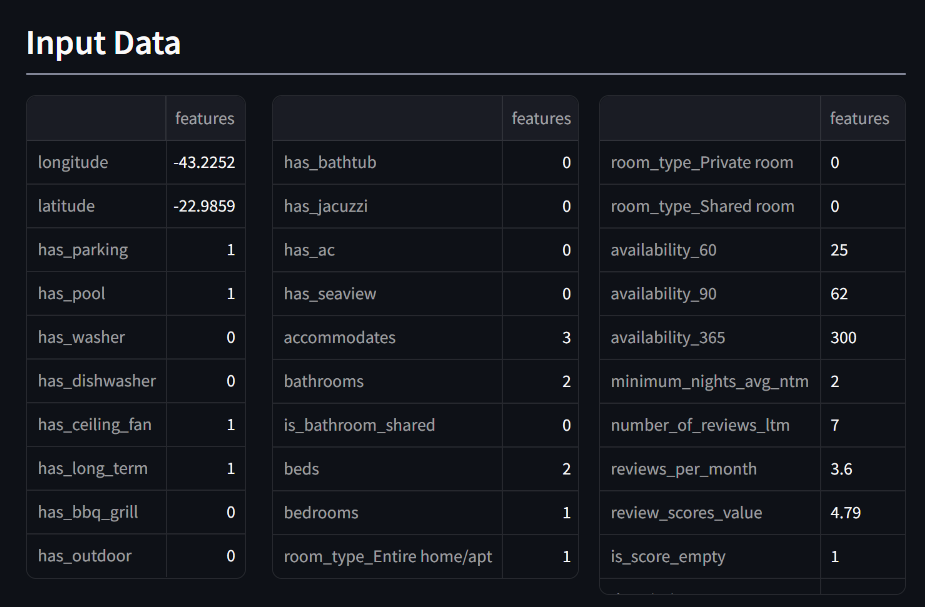 Input Data
features
longitude -43.2252
latitude -22.9859
has_parking 1
has_pool 1
has_washer 0
has_dishwasher 0
has_ceiling_fan 1
has_long_term 1
has_bbq_grill 0
has_outdoor 0
features
has_bathtub 0
has_jacuzzi 0
has_ac 0
has_seaview 0
accommodates 3
bathrooms 2
is_bathroom_shared 0
beds 2
bedrooms 1
room_type_Entire home/apt 1
features
room_type_Private room 0
room_type_Shared room 0
availability_60 25
availability_90 62
availability_365 300
minimum_nights_avg_ntm 2
number_of_reviews_ltm 7
reviews_per_month 3.6
review_scores_value 4.79
is_score_empty 1